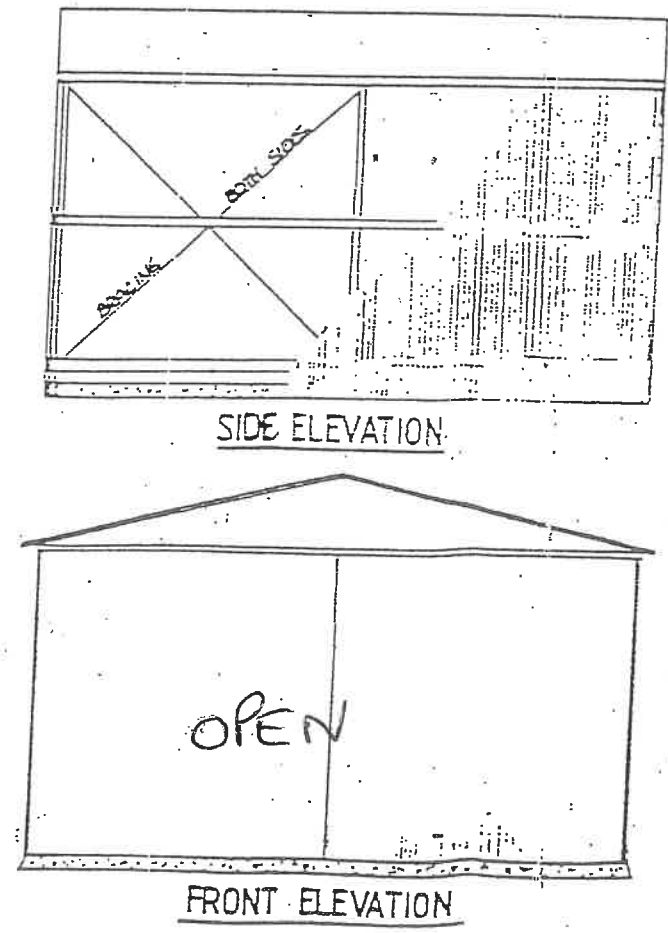 BRACING BOTH SIDES
SIDE ELEVATION
OPEN
FRONT ELEVATION